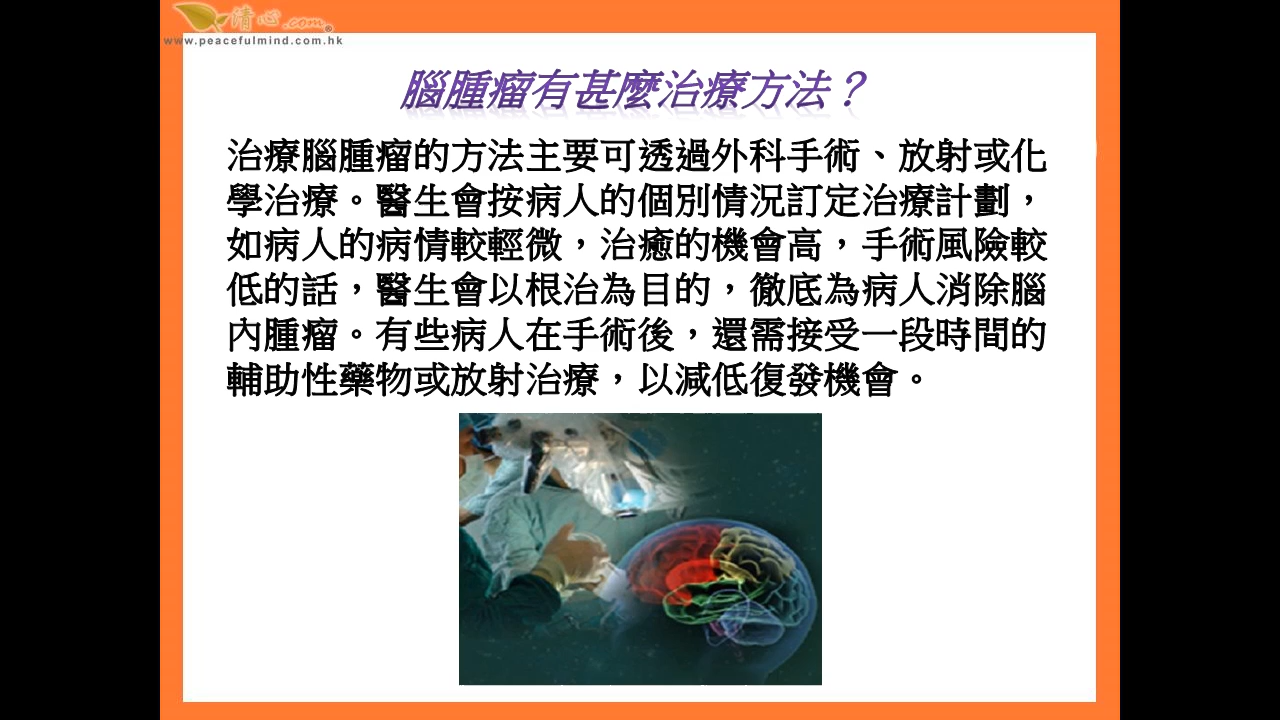 清心.com
www.peacefulmind.com.hk
腦腫瘤有甚麼治療方法？
治療腦腫瘤的方法主要可透過外科手術、放射或化
學治療。醫生會按病人的個別情況訂定治療計劃，
如病人的病情較輕微，治癒的機會高，手術風險較
低的話，醫生會以根治為目的，徹底為病人消除腦
內腫瘤。有些病人在手術後，還需接受一段時間的
輔助性藥物或放射治療，以減低復發機會。